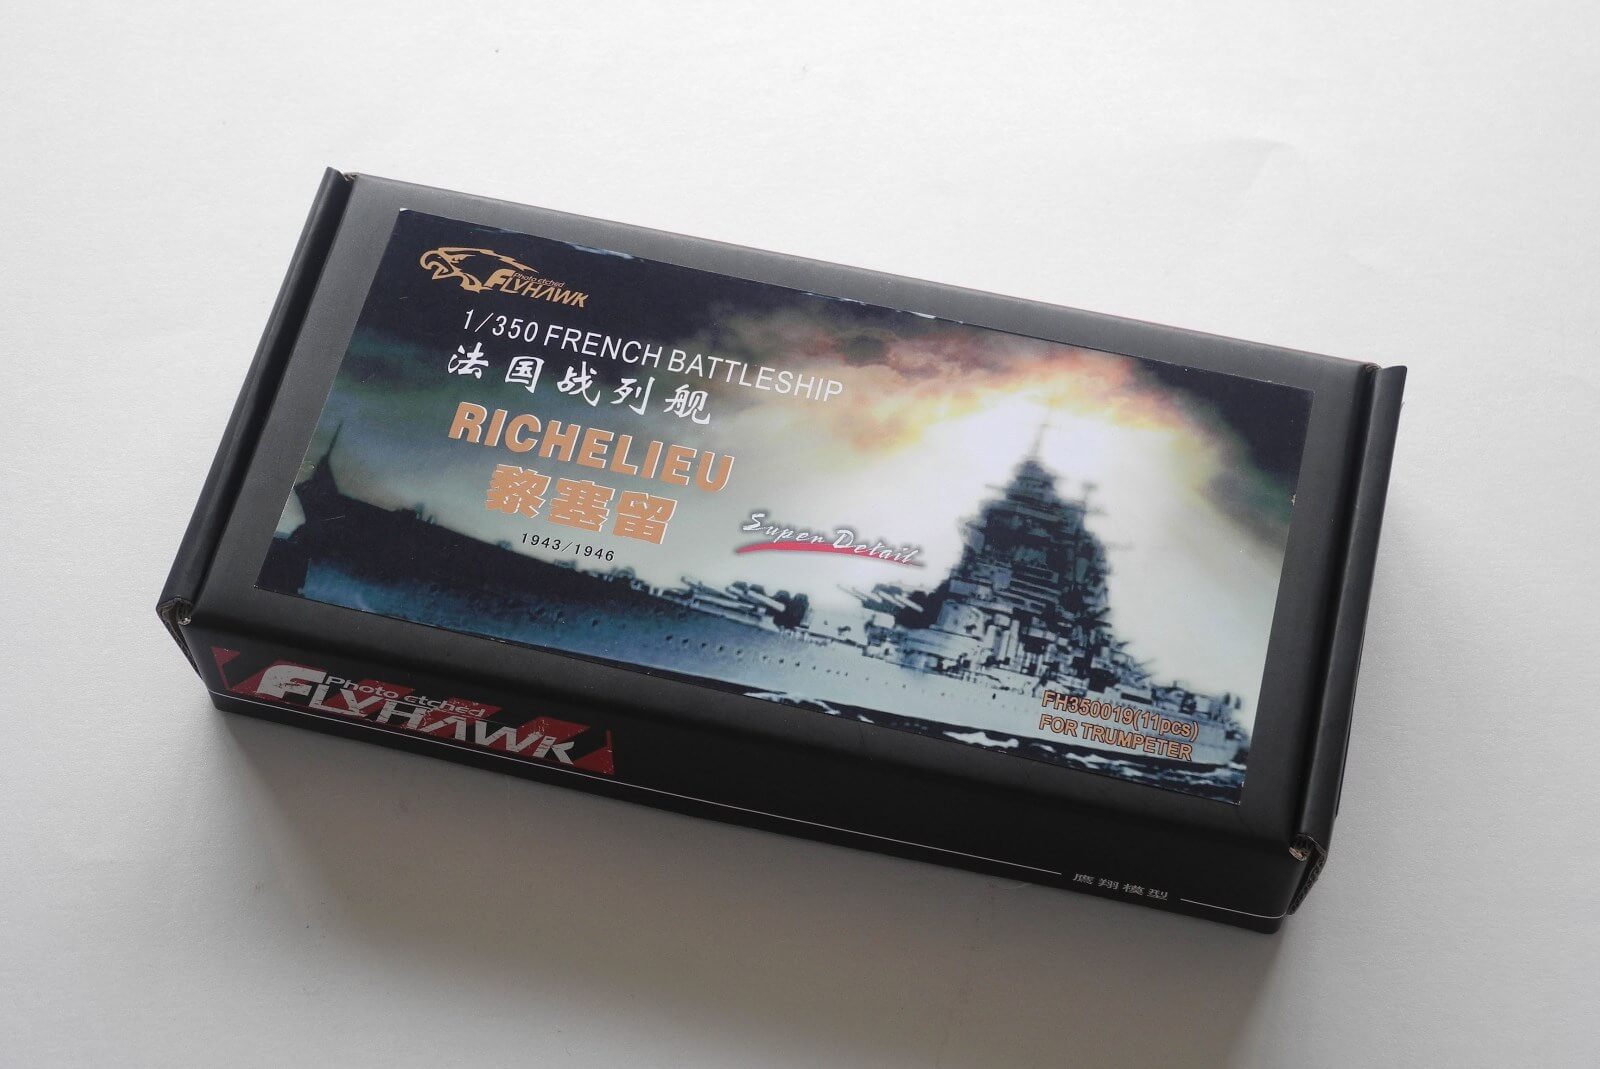 Photo etched
FLYHAWK
1/350 FRENCH BATTLESHIP
法国战列舰
RICHELIEU
黎塞留
1943/1946
Super Detail
FH350019(11pcs)
FOR TRUMPETER
Photo etched
FLYHAWK
鹰翔模型